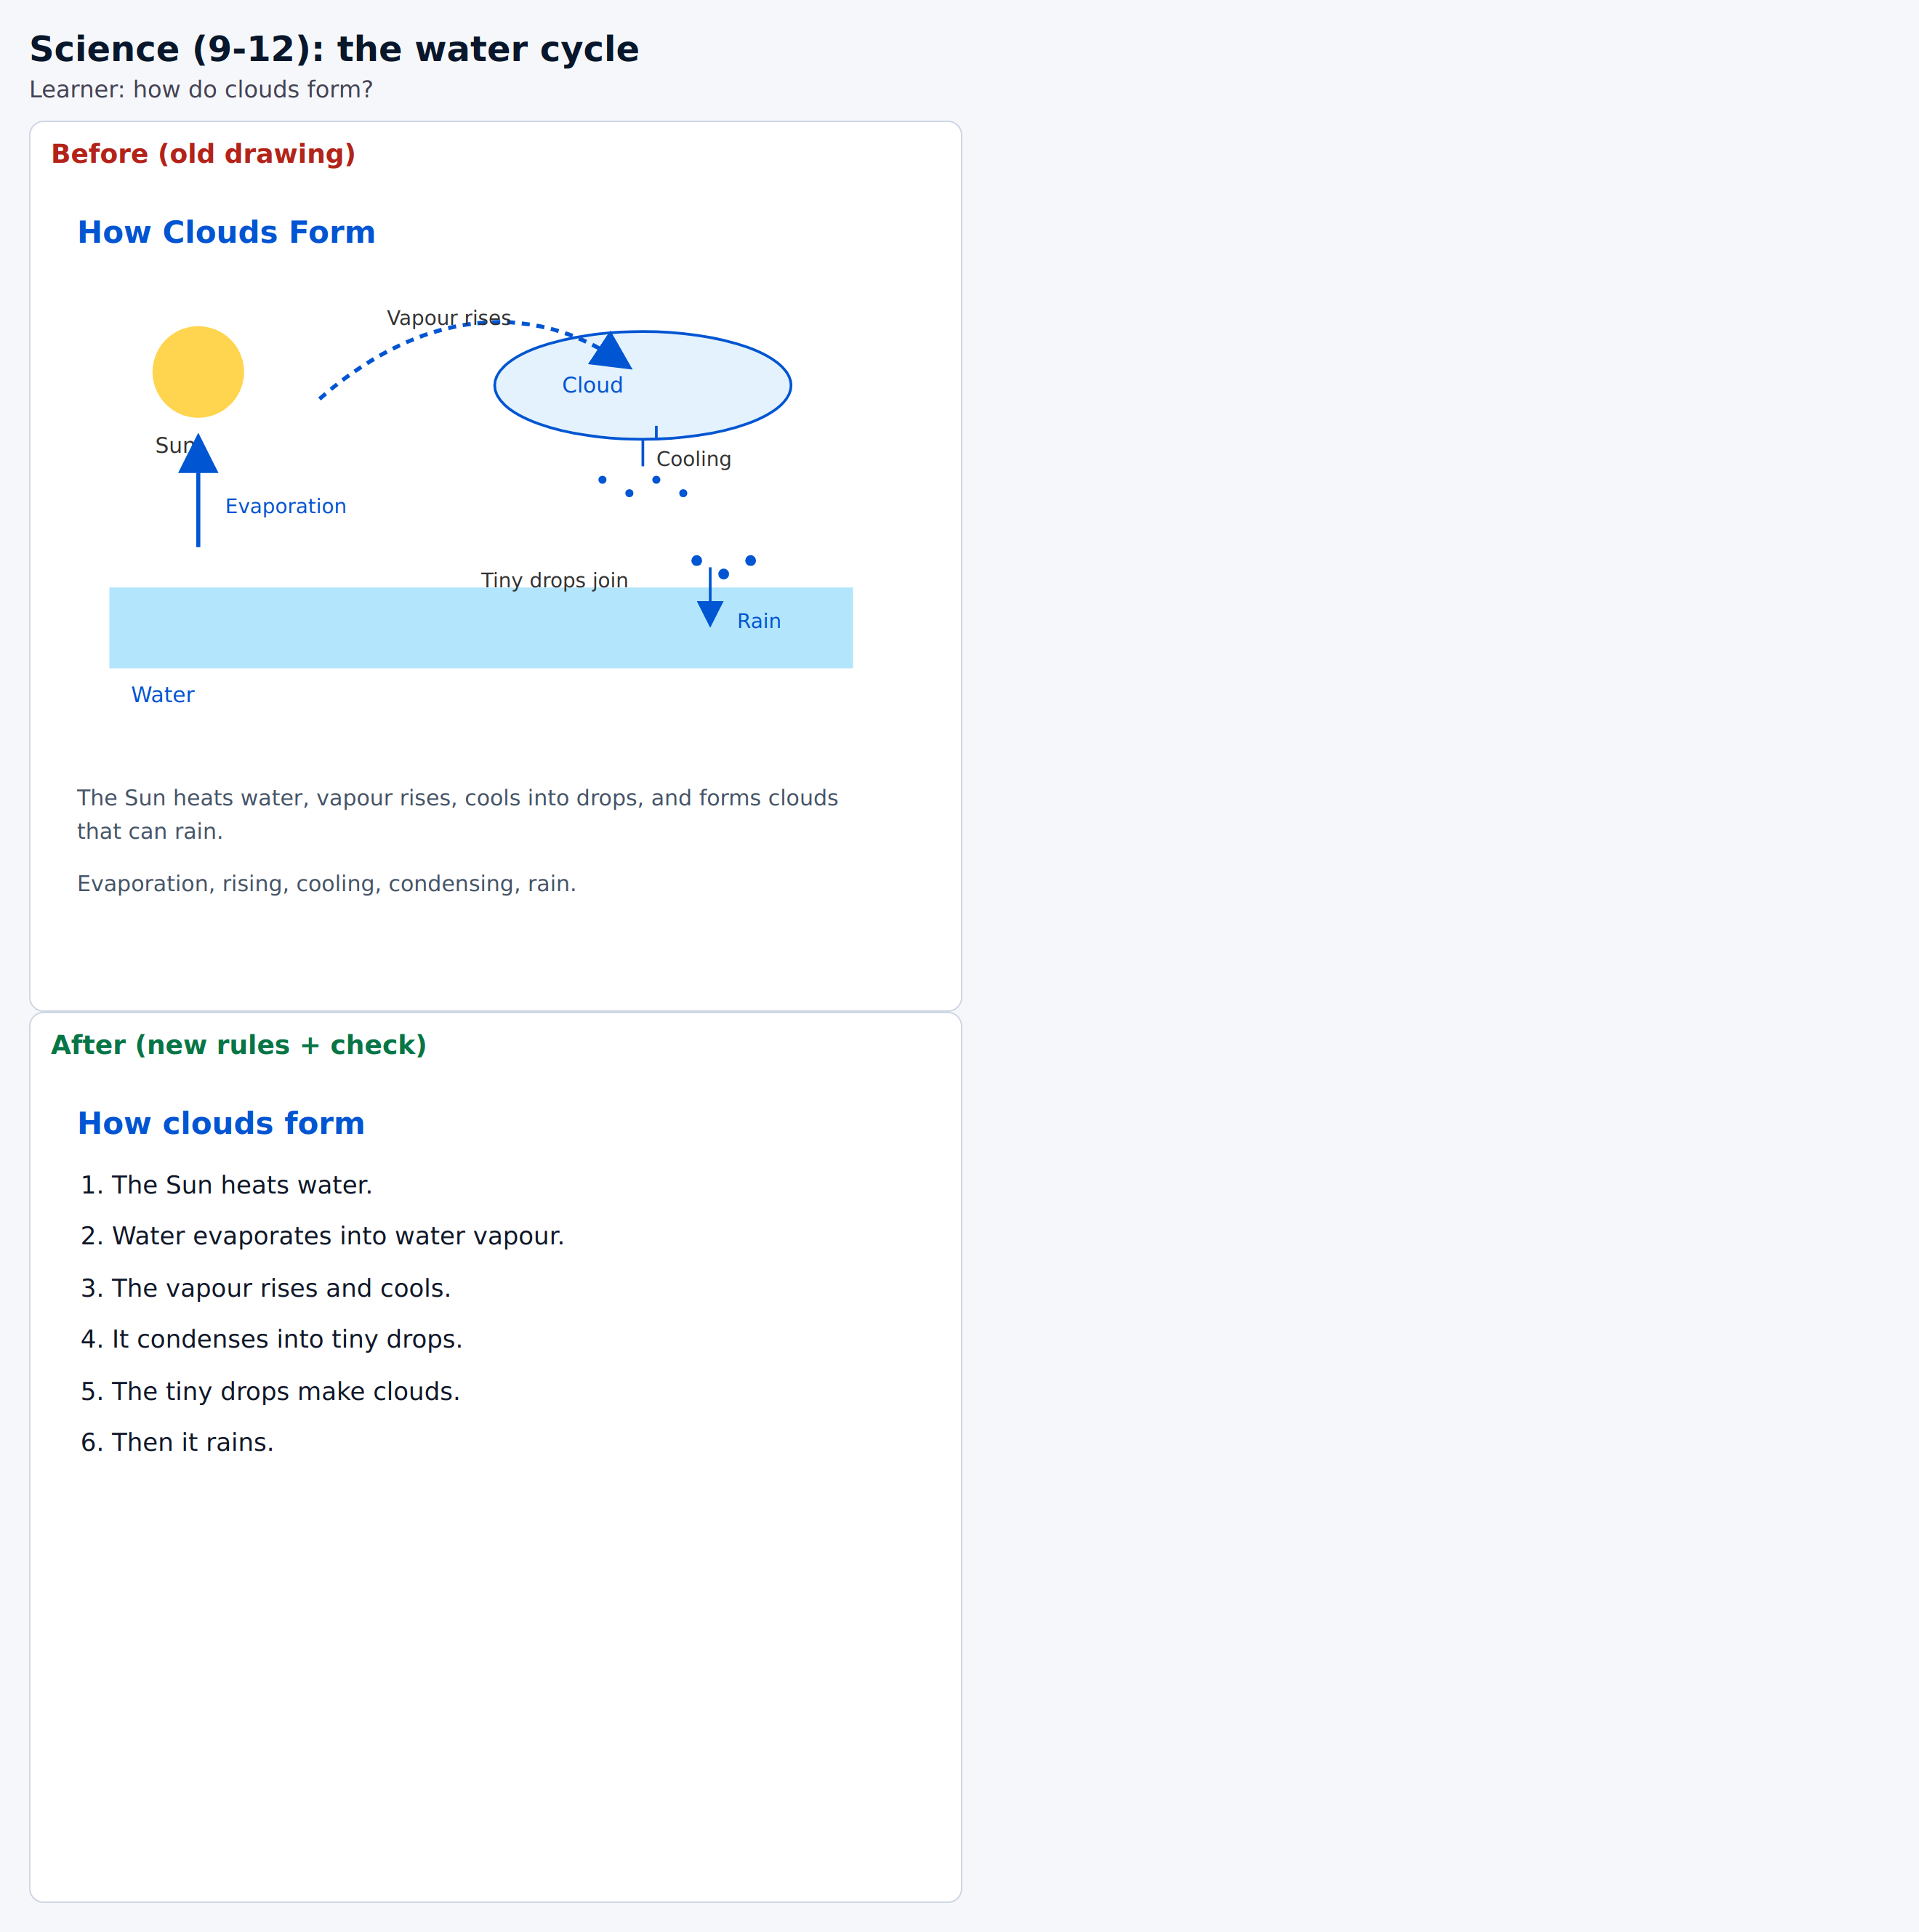 Science (9-12): the water cycle
Learner: how do clouds form?
Before (old drawing)
How Clouds Form
Vapour rises
Cloud
Sun
Cooling
Evaporation
Tiny drops join
Rain
Water
The Sun heats water, vapour rises, cools into drops, and forms clouds
that can rain.
Evaporation, rising, cooling, condensing, rain.
After (new rules + check)
How clouds form
1. The Sun heats water.
2. Water evaporates into water vapour.
3. The vapour rises and cools.
4. It condenses into tiny drops.
5. The tiny drops make clouds.
6. Then it rains.